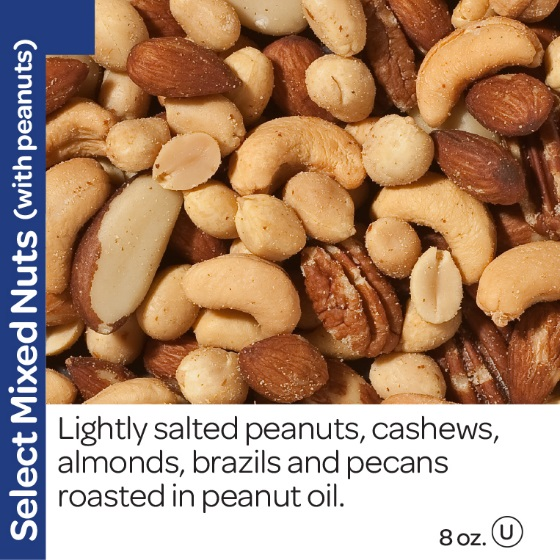 Select Mixed Nuts (with peanuts)
Lightly salted peanuts, cashews,
almonds, brazils and pecans
roasted in peanut oil.
8 oz. U